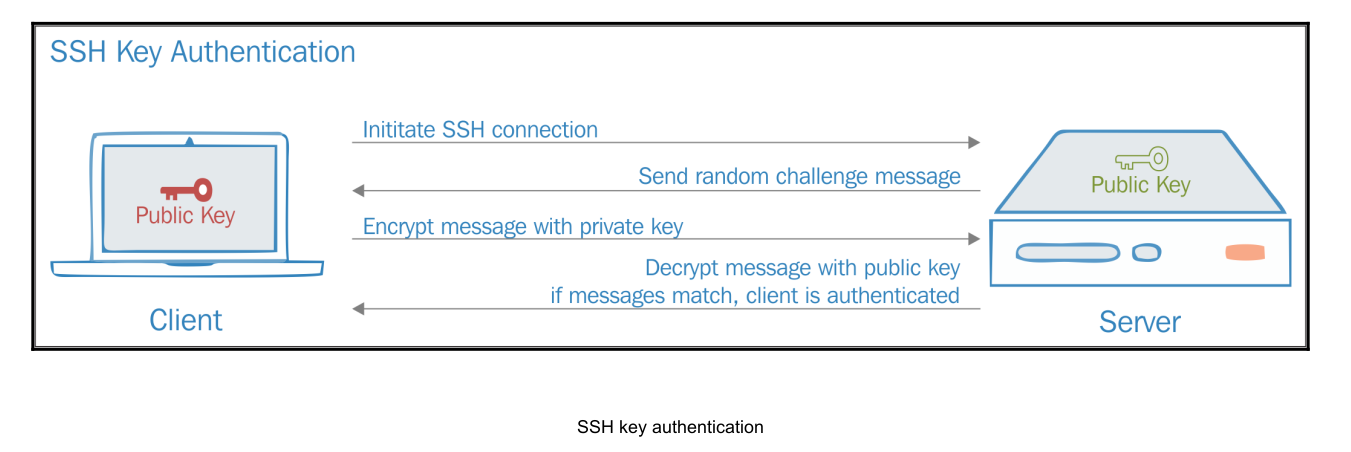 SSH Key Authentication
Inititate SSH connection
Send random challenge message
Public Key
Public Key
Encrypt message with private key
Decrypt message with public key
if messages match, client is authenticated
Client
Server
SSH key authentication